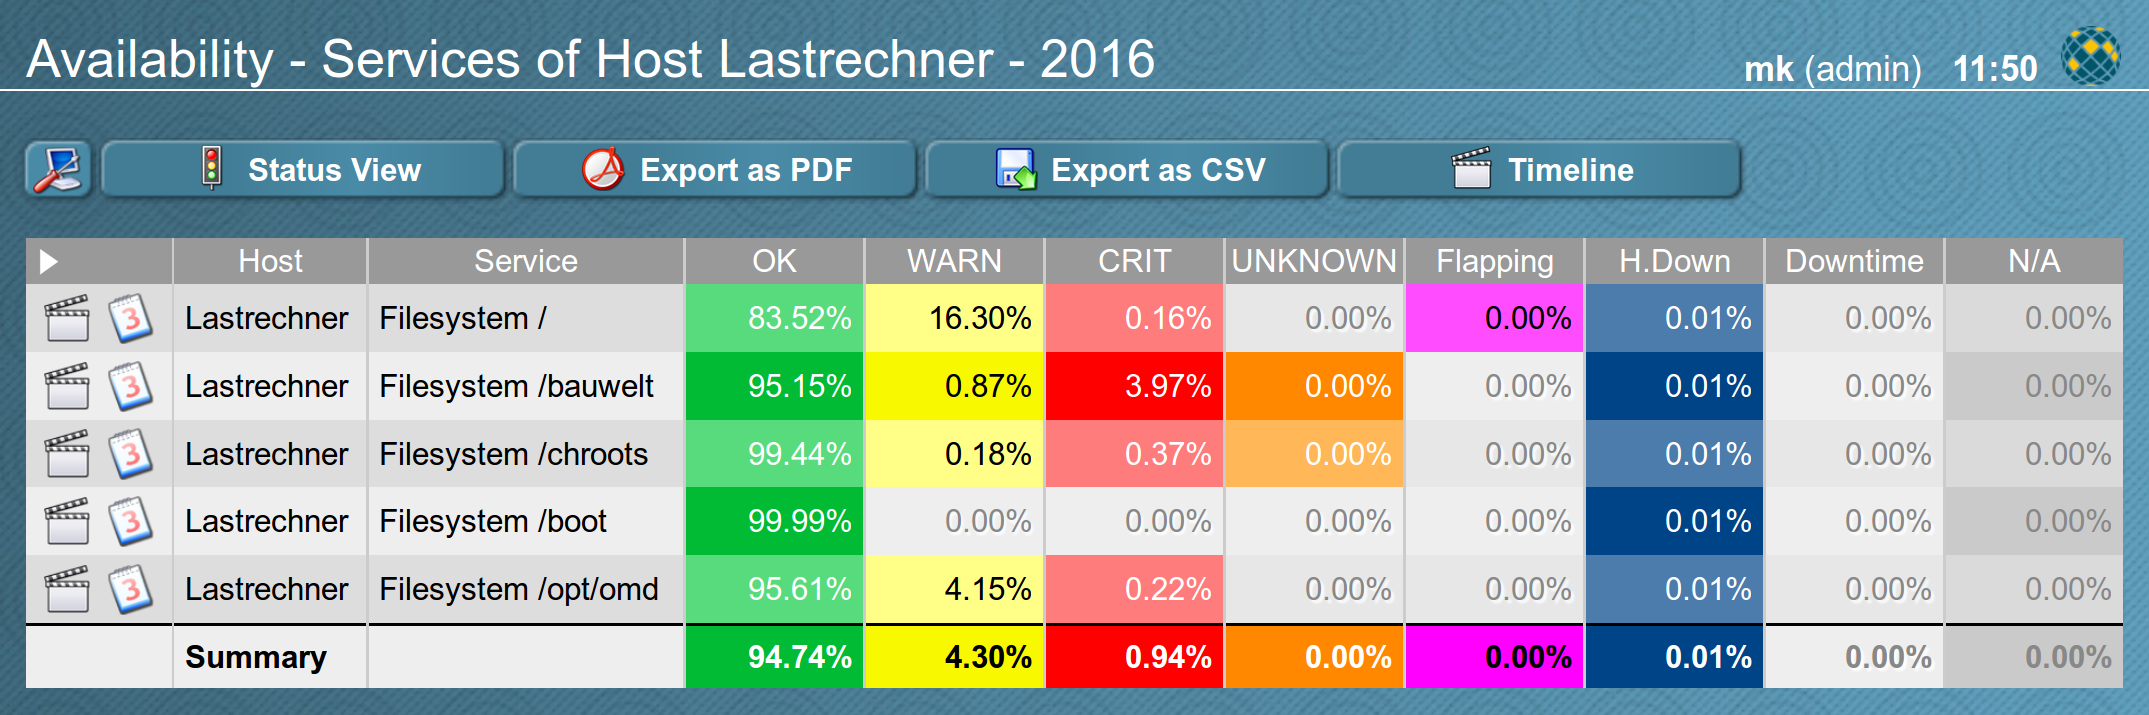 Availability - Services of Host Lastrechner - 2016
mk (admin) 11:50
Status View Export as PDF Export as CSV Timeline
Host Service OK WARN CRIT UNKNOWN Flapping H.Down Downtime N/A
3 Lastrechner Filesystem / 83.52% 16.30% 0.16% 0.00% 0.00% 0.01% 0.00% 0.00%
3 Lastrechner Filesystem /bauwelt 95.15% 0.87% 3.97% 0.00% 0.00% 0.01% 0.00% 0.00%
3 Lastrechner Filesystem /chroots 99.44% 0.18% 0.37% 0.00% 0.00% 0.01% 0.00% 0.00%
3 Lastrechner Filesystem /boot 99.99% 0.00% 0.00% 0.00% 0.00% 0.01% 0.00% 0.00%
3 Lastrechner Filesystem /opt/omd 95.61% 4.15% 0.22% 0.00% 0.00% 0.01% 0.00% 0.00%
Summary 94.74% 4.30% 0.94% 0.00% 0.00% 0.01% 0.00% 0.00%